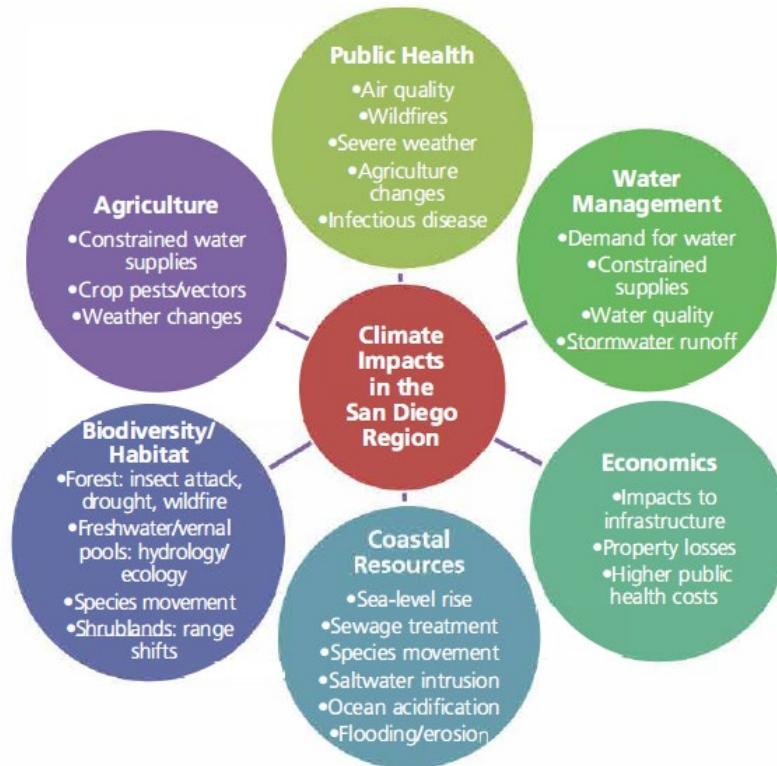 Public Health
•Air quality
•Wildfires
•Severe weather
•Agriculture
changes
•Infectious disease
Water
Management
•Demand for water
•Constrained
supplies
•Water quality
•Stormwater runoff
Economics
•Impacts to
infrastructure
•Property losses
•Higher public
health costs
Coastal
Resources
•Sea-level rise
•Sewage treatment
•Species movement
•Saltwater intrusion
•Ocean acidification
•Flooding/erosion
Biodiversity/
Habitat
•Forest: insect attack,
drought, wildfire
•Freshwater/vernal
pools: hydrology/
ecology
•Species movement
•Shrublands: range
shifts
Agriculture
•Constrained water
supplies
•Crop pests/vectors
•Weather changes
Climate
Impacts
in the
San Diego
Region